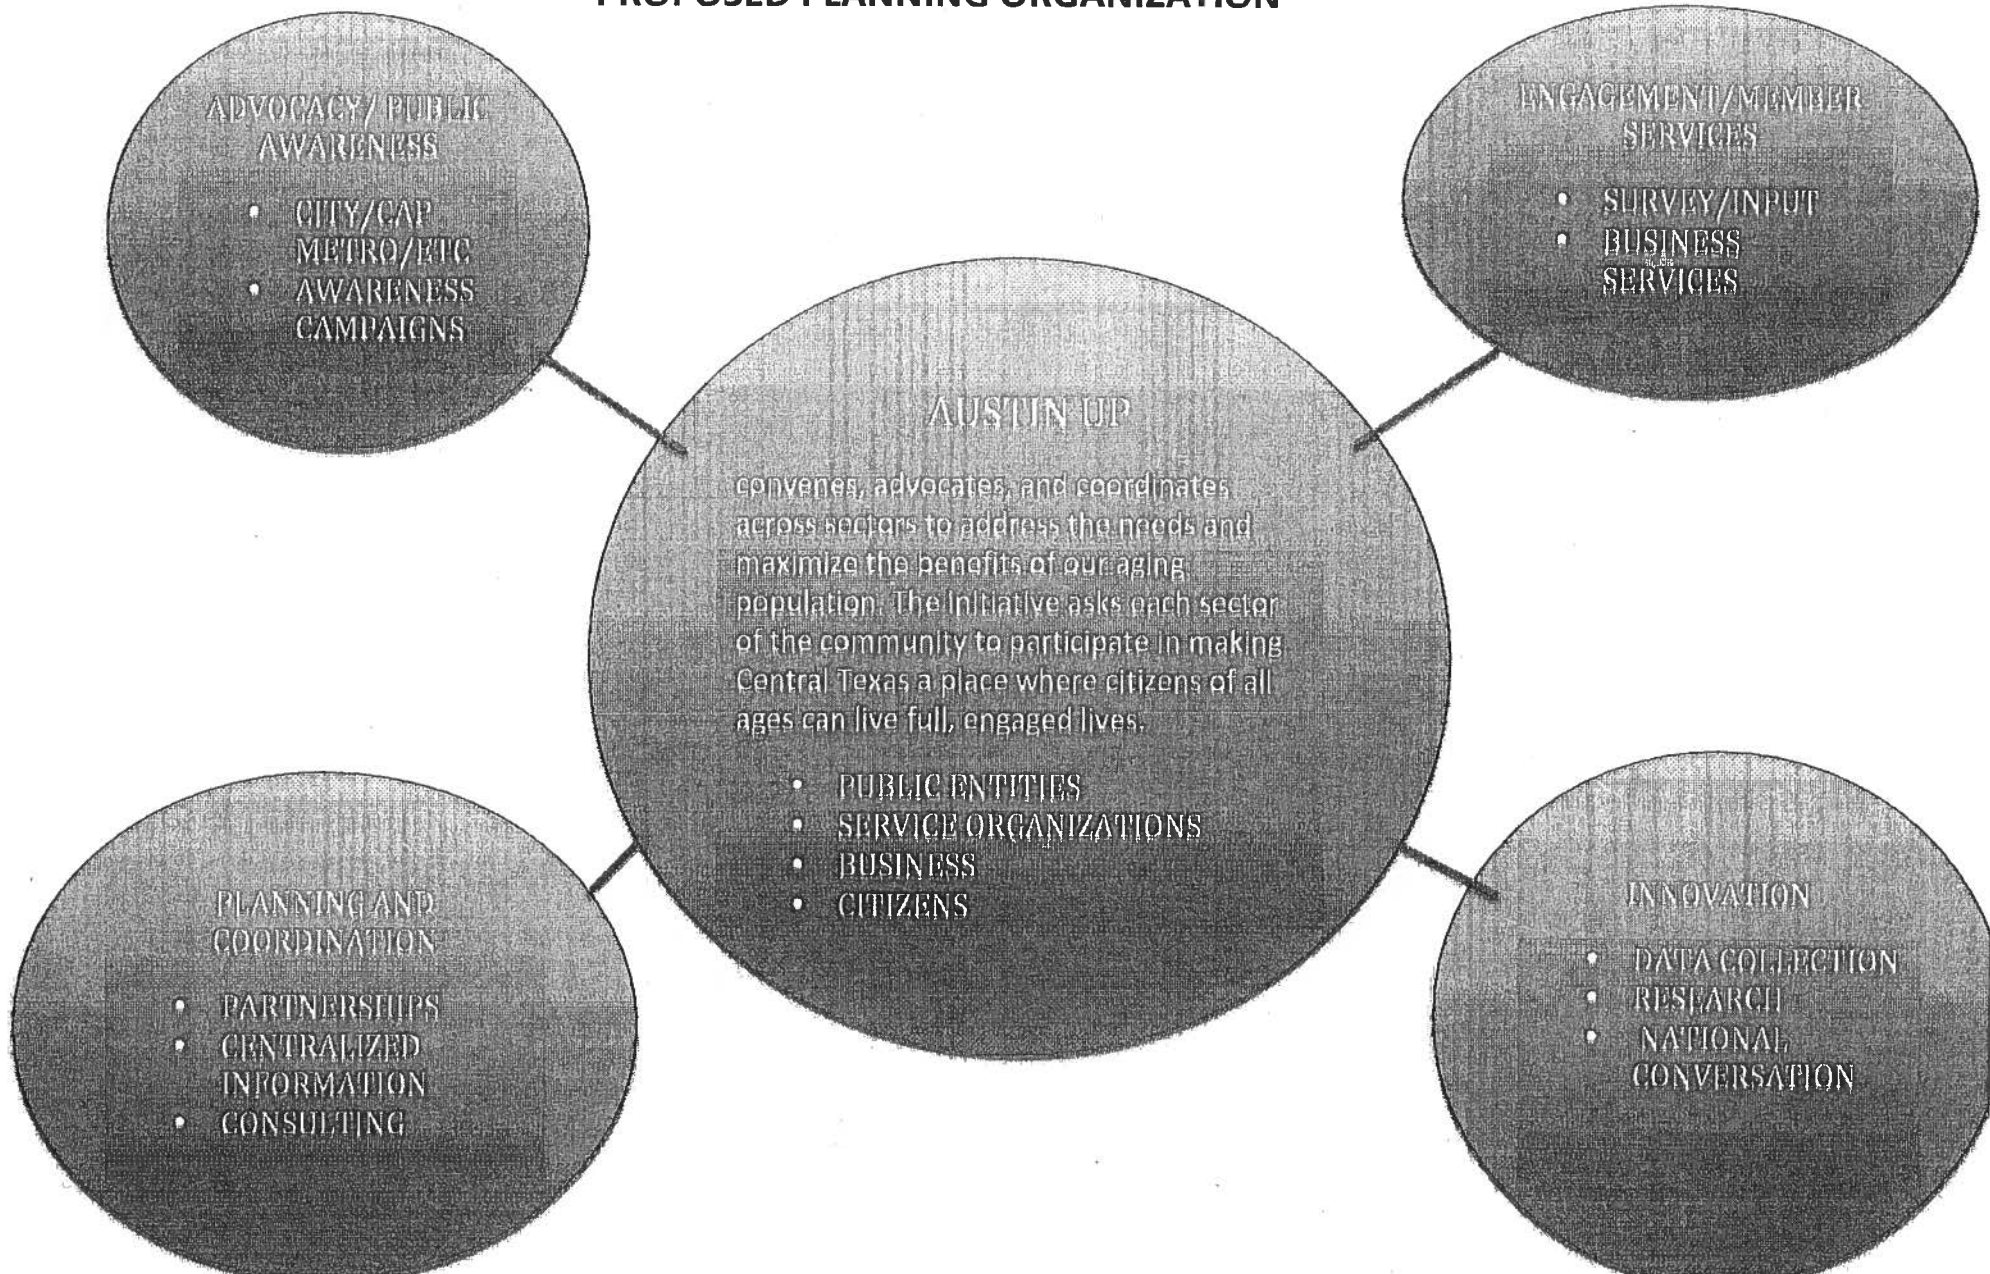 PROPOSED PLANNING ORGANIZATION
ADVOCACY/ PUBLIC
AWARENESS
• CITY/CAP
METRO/ETC
• AWARENESS
CAMPAIGNS
ENGAGEMENT/MEMBER
SERVICES
• SURVEY/INPUT
• BUSINESS
SERVICES
AUSTIN UP
convenes, advocates, and coordinates
across sectors to address the needs and
maximize the benefits of our aging
population. The initiative asks each sector
of the community to participate in making
Central Texas a place where citizens of all
ages can live full, engaged lives.
• PUBLIC ENTITIES
• SERVICE ORGANIZATIONS
• BUSINESS
• CITIZENS
PLANNING AND
COORDINATION
• PARTNERSHIPS
• CENTRALIZED
INFORMATION
• CONSULTING
INNOVATION
• DATA COLLECTION
• RESEARCH
• NATIONAL
CONVERSATION